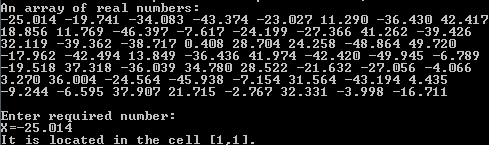 An array of real numbers:
-25.014 -19.741 -34.083 -43.374 -23.027 11.290 -36.430 42.417
18.856 11.769 -46.397 -7.617 -24.199 -27.366 41.262 -39.426
32.119 -39.362 -38.717 0.408 28.704 24.258 -48.864 49.720
-17.962 -42.494 13.849 -36.436 41.974 -42.420 -49.945 -6.789
-19.518 37.318 -36.039 34.780 28.522 -21.632 -27.056 -4.066
3.270 36.004 -24.564 -45.938 -7.154 31.564 -43.194 4.435
-9.244 -6.595 37.907 21.715 -2.767 32.331 -3.998 -16.711
Enter required number:
X=-25.014
It is located in the cell [1,1].